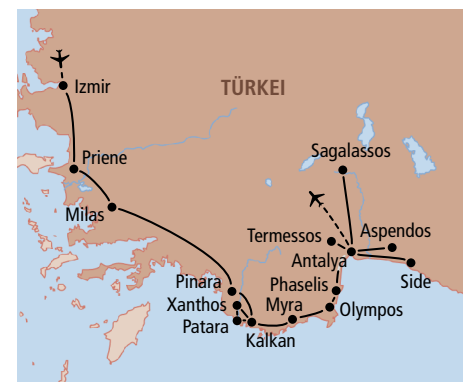 Izmir
TÜRKEI
Priene
Sagalassos
Milas
Termessos
Aspendos
Antalya
Pinara
Phaselis
Side
Xanthos
Myra
Olympos
Patara
Kalkan